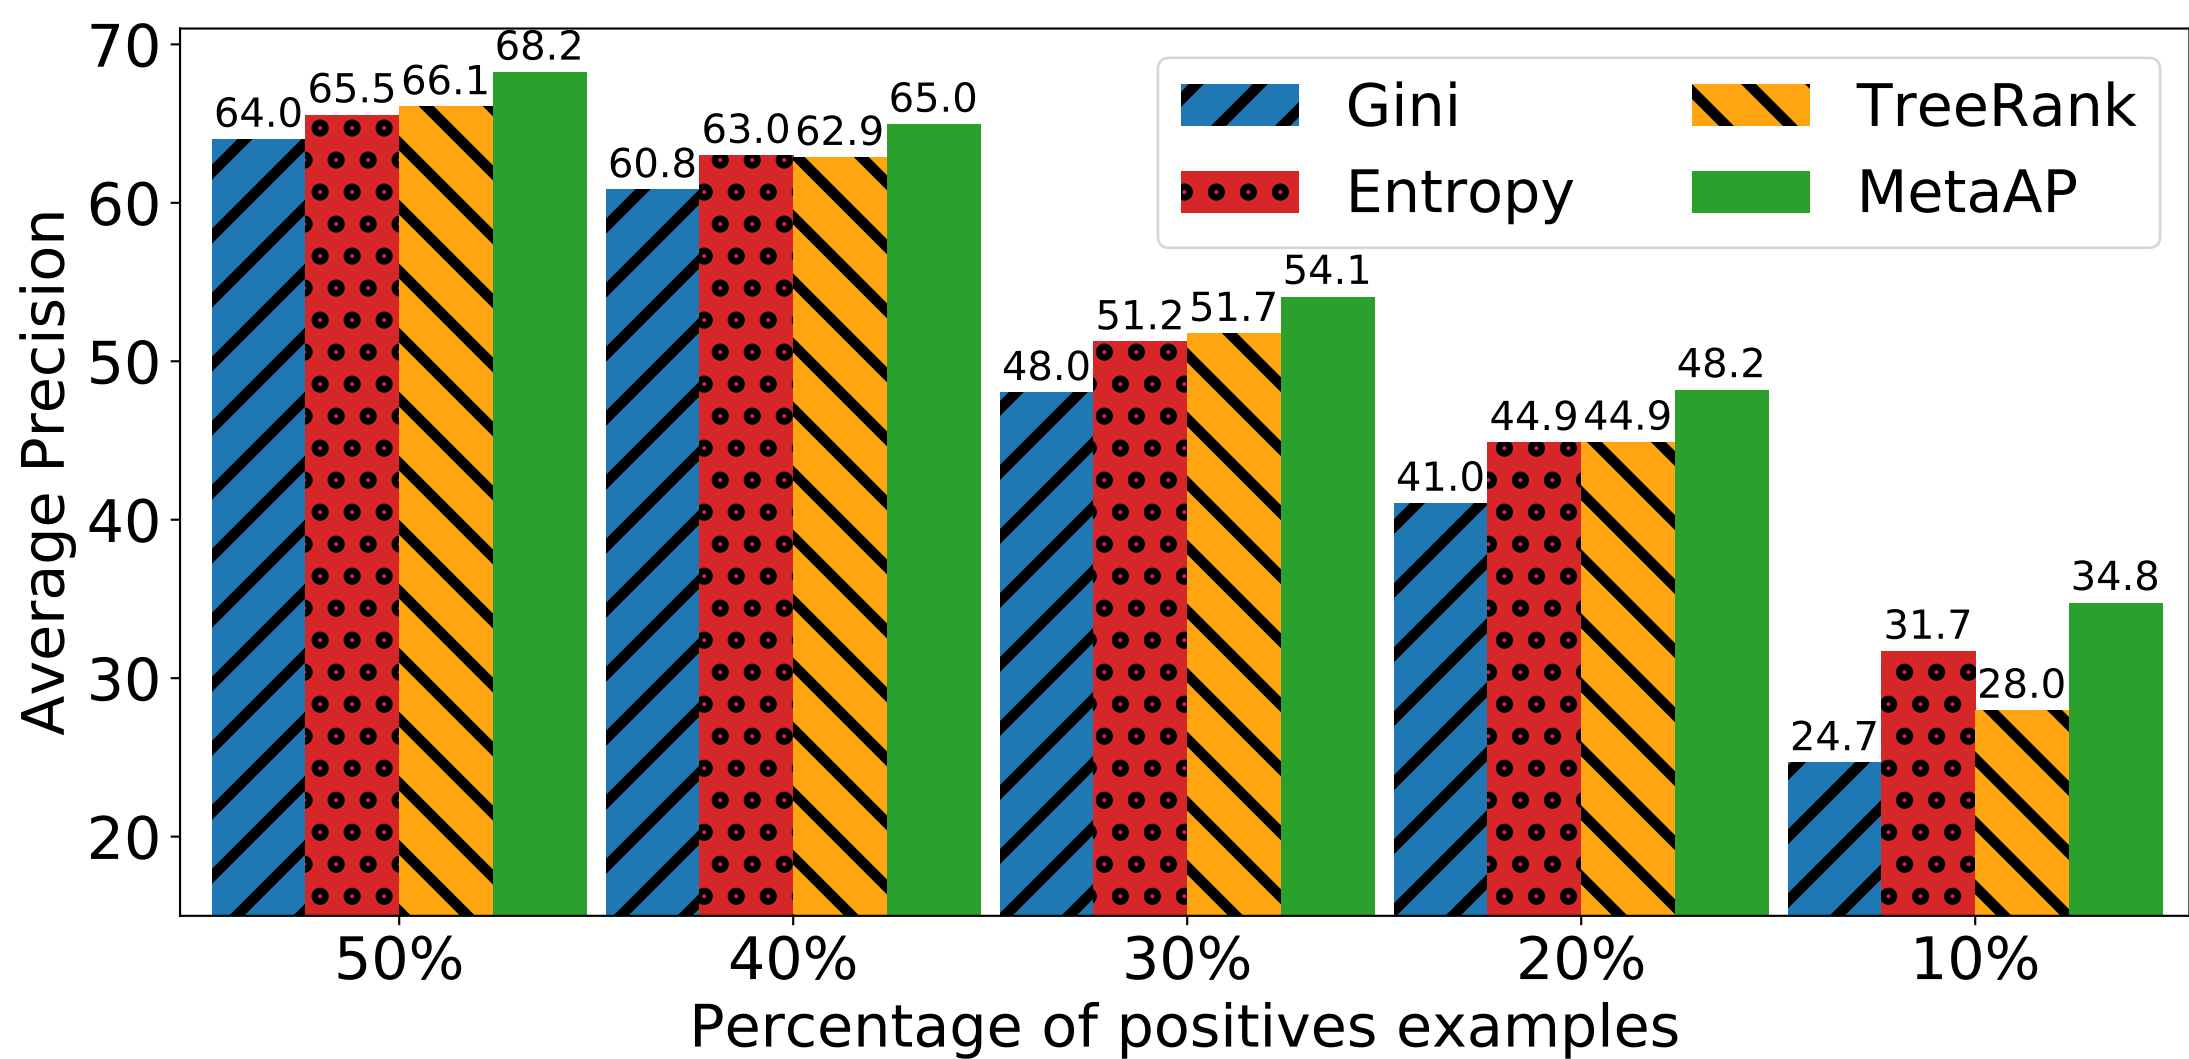 Average Precision
70
60
50
40
30
20
64.0 65.5 66.1 68.2
60.8 63.0 62.9 65.0
48.0 51.2 51.7 54.1
41.0 44.9 44.9 48.2
24.7 31.7 28.0 34.8
Gini
Entropy
TreeRank
MetaAP
50% 40% 30% 20% 10%
Percentage of positives examples